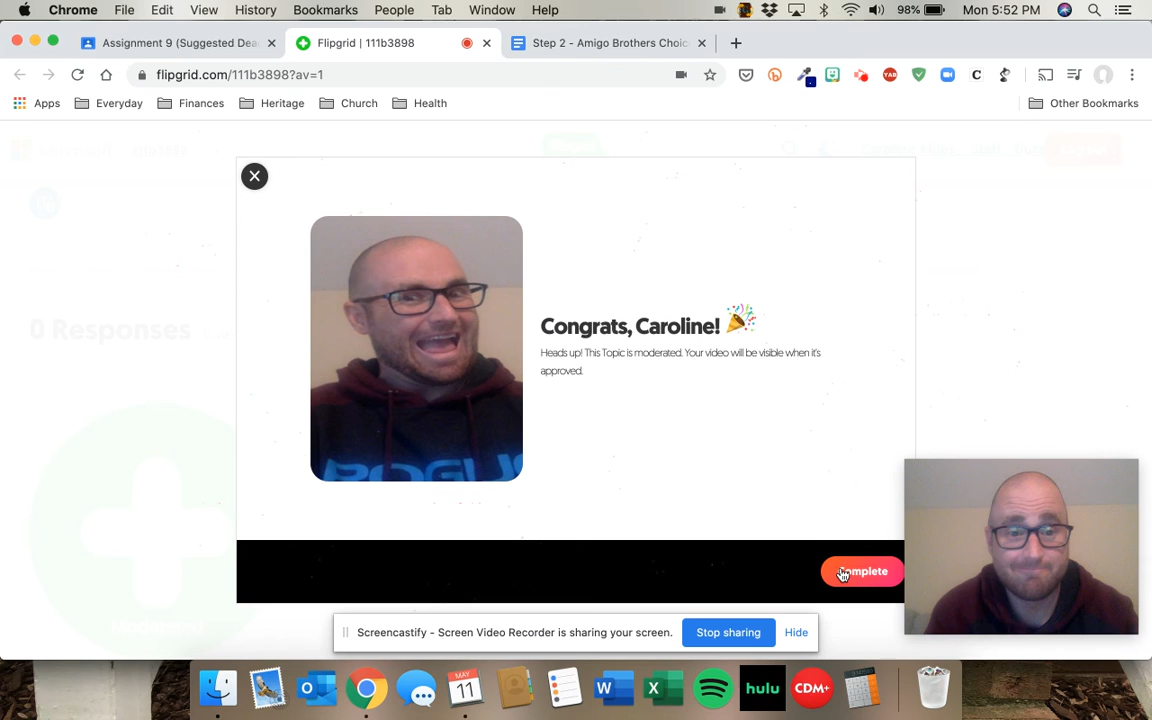 Chrome File Edit View History Bookmarks People Tab Window Help 98% Mon 5:52 PM
Assignment 9 (Suggested Dea Flipgrid | 111b3898 Step 2 - Amigo Brothers Choic
flipgrid.com/111b3898?av=1
YAB C
Apps Everyday Finances Heritage Church Health Other Bookmarks
0 Responses
Congrats, Caroline!
Heads up! This Topic is moderated. Your video will be visible when it's
approved.
ROGUE
Complete
Screencastify - Screen Video Recorder is sharing your screen. Stop sharing Hide
MAY
11 W X hulu CDM+